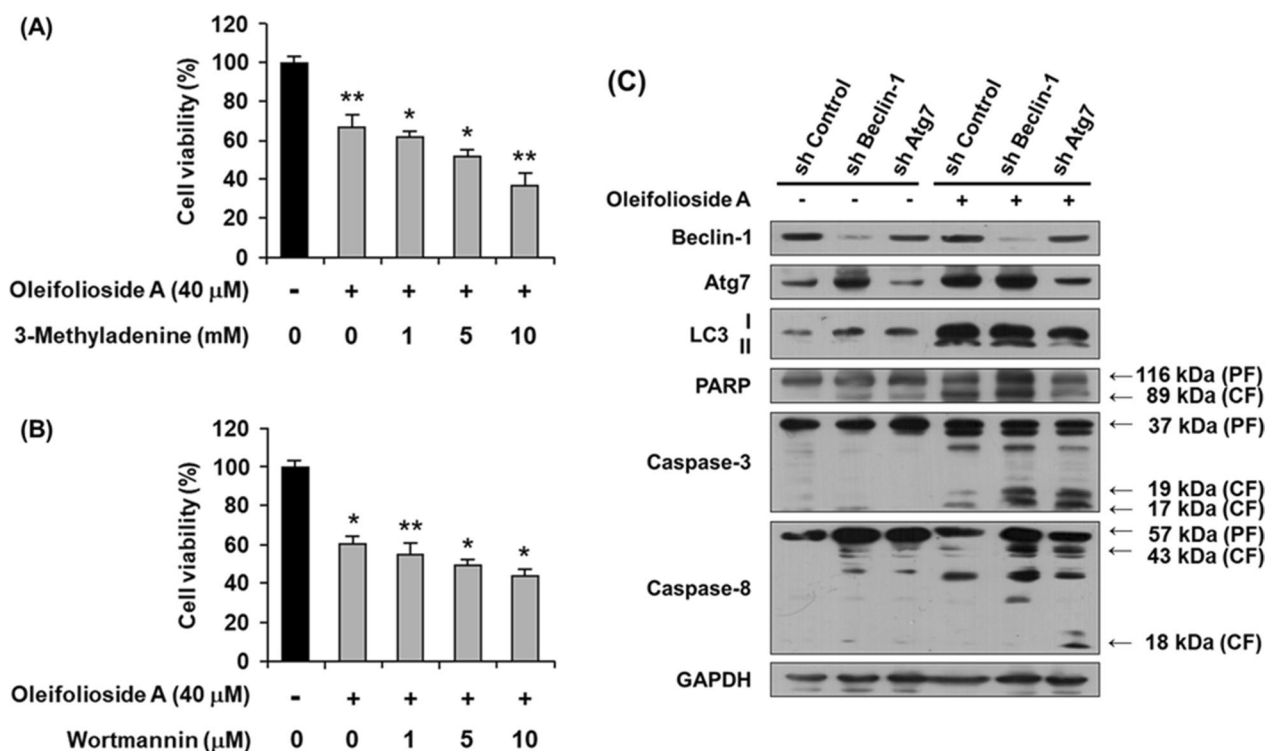 (A)
120
100
80
60
40
20
0
Cell viability (%)
**
*
*
**
Oleifolioside A (40 μM) - + + + +
3-Methyladenine (mM) 0 0 1 5 10
(B)
120
100
80
60
40
20
0
Cell viability (%)
*
**
*
*
Oleifolioside A (40 μM) - + + + +
Wortmannin (μM) 0 0 1 5 10
(C)
sh Control sh Beclin-1 sh Atg7 sh Control sh Beclin-1 sh Atg7
Oleifolioside A - - - + + +
Beclin-1
Atg7
LC3 I
II
PARP ←116 kDa (PF)
← 89 kDa (CF)
← 37 kDa (PF)
Caspase-3
← 19 kDa (CF)
← 17 kDa (CF)
← 57 kDa (PF)
← 43 kDa (CF)
Caspase-8
← 18 kDa (CF)
GAPDH